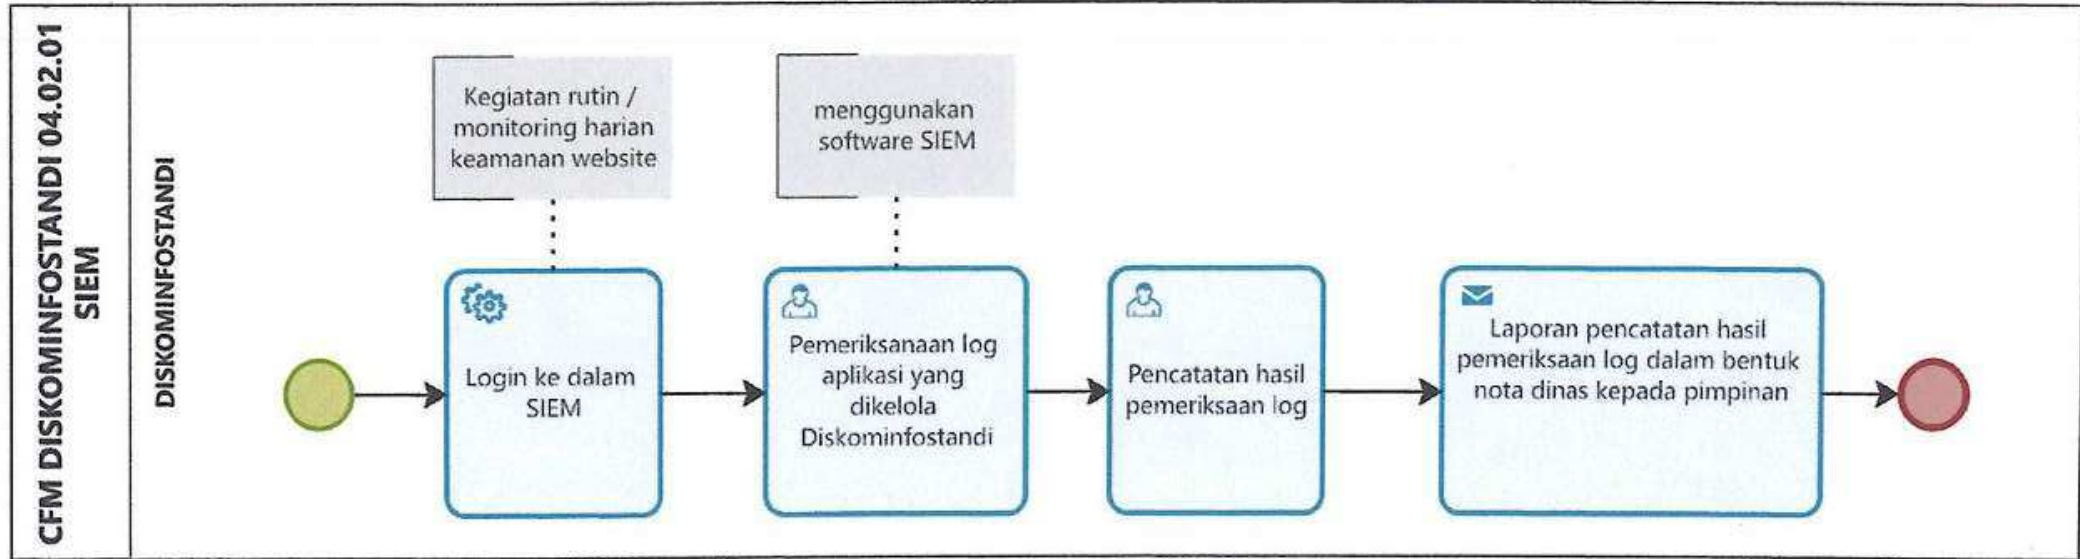 CFM DISKOMINFOSTANDI 04.02.01
SIEM
DISKOMINFOSTANDI
Kegiatan rutin /
monitoring harian
keamanan website
menggunakan
software SIEM
Login ke dalam
SIEM
Pemeriksanaan log
aplikasi yang
dikelola
Diskominfostandi
Pencatatan hasil
pemeriksaan log
Laporan pencatatan hasil
pemeriksaan log dalam bentuk
nota dinas kepada pimpinan